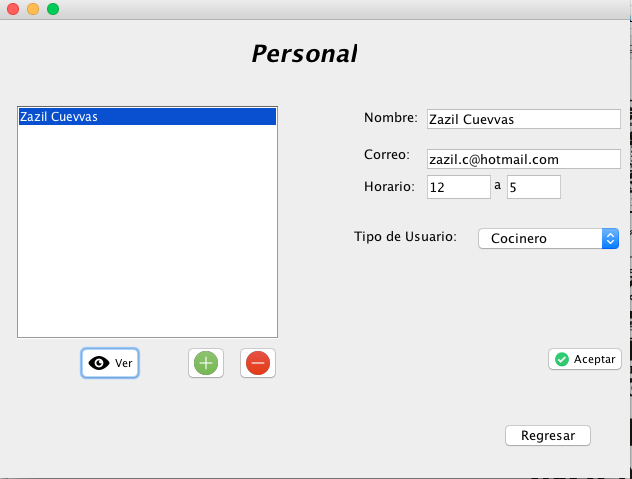 Personal
Zazil Cuevvas
Nombre: Zazil Cuevvas
Correo: zazil.c@hotmail.com
Horario: 12 a 5
Tipo de Usuario: Cocinero
Ver
Aceptar
Regresar